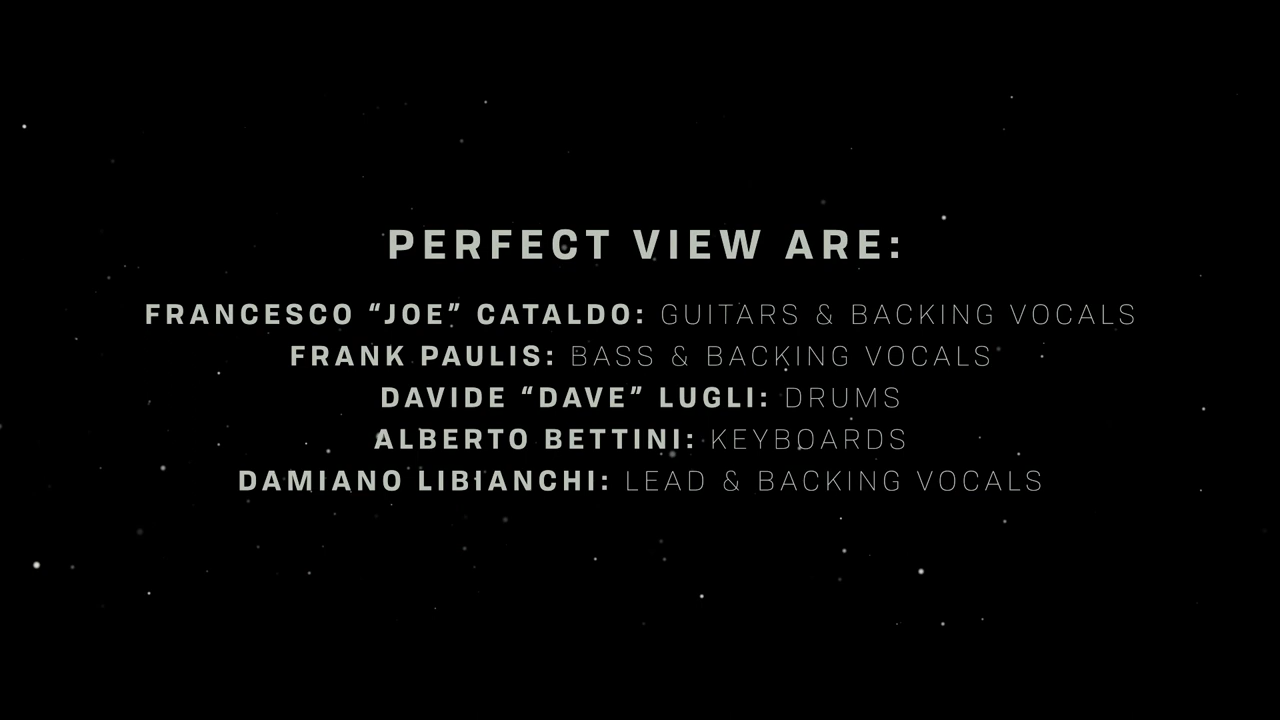 PERFECT VIEW ARE:
FRANCESCO “JOE” CATALDO: GUITARS & BACKING VOCALS
FRANK PAULIS: BASS & BACKING VOCALS
DAVIDE “DAVE” LUGLI: DRUMS
ALBERTO BETTINI: KEYBOARDS
DAMIANO LIBIANCHI: LEAD & BACKING VOCALS